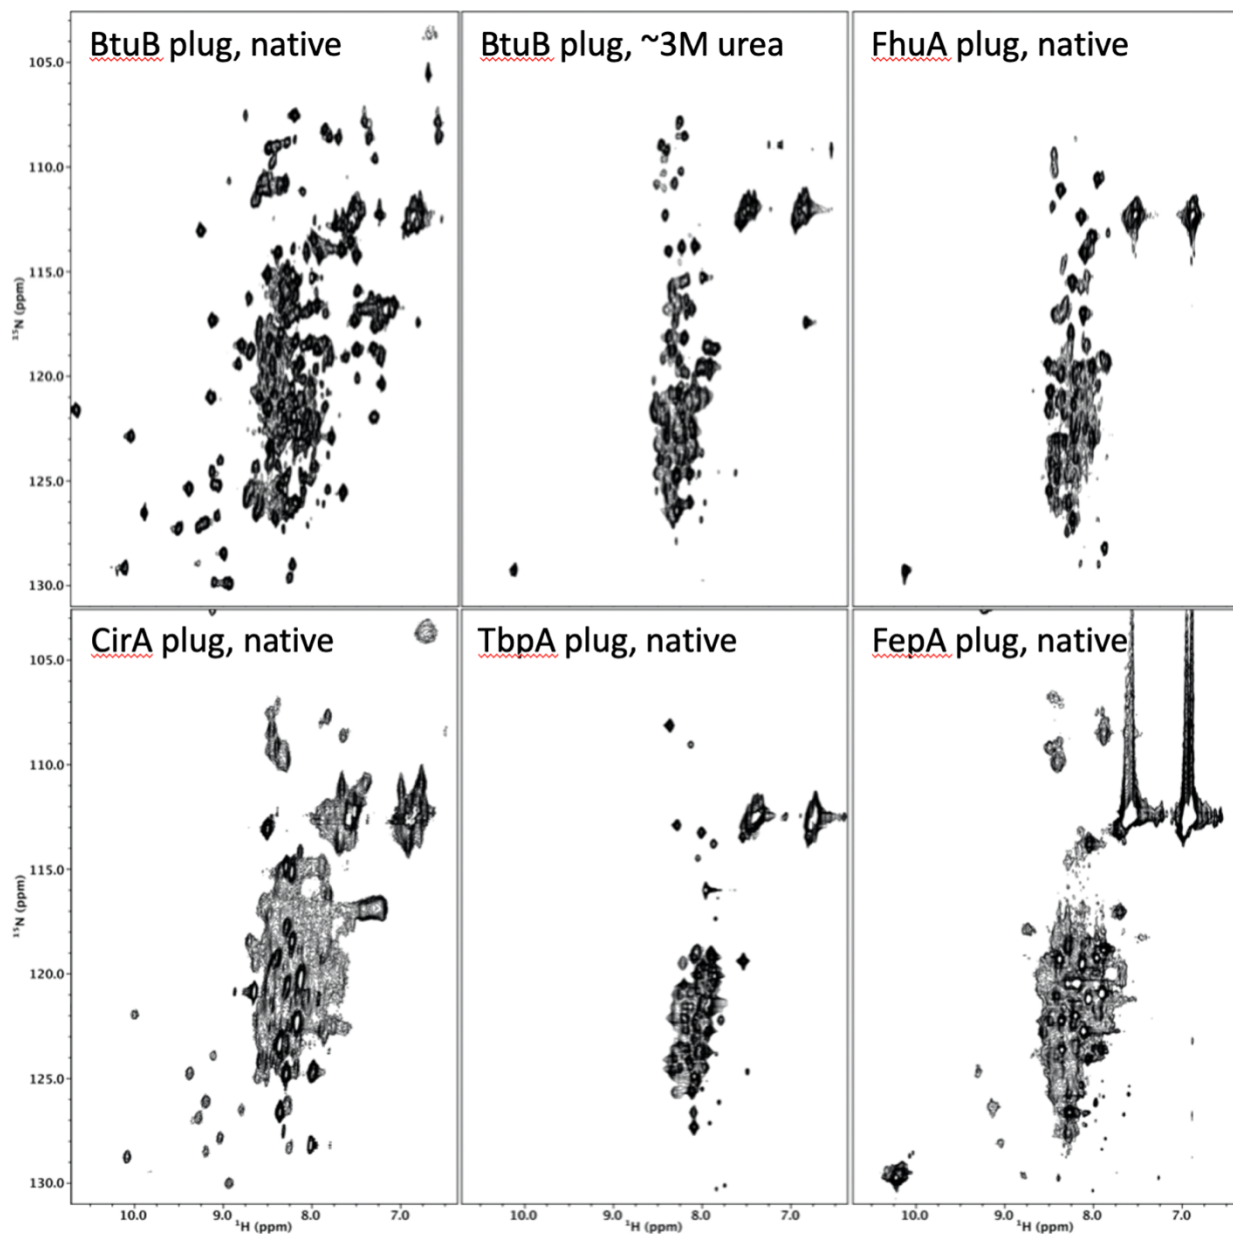 BtuB plug, native
BtuB plug, ~3M urea
FhuA plug, native
105.0
110.0
115.0
120.0
125.0
130.0
15N (ppm)
CirA plug, native
TbpA plug, native
FepA plug, native
105.0
110.0
115.0
120.0
125.0
130.0
15N (ppm)
10.0 9.0 8.0 7.0
1H (ppm)
10.0 9.0 8.0 7.0
1H (ppm)
10.0 9.0 8.0 7.0
1H (ppm)